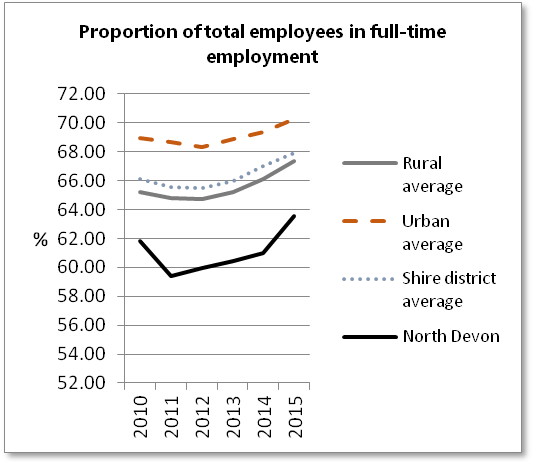 Proportion of total employees in full-time
employment
72.00
70.00
68.00
66.00
64.00
62.00
60.00
58.00
56.00
54.00
52.00
%
2010
2011
2012
2013
2014
2015
Rural
average
Urban
average
Shire district
average
North Devon